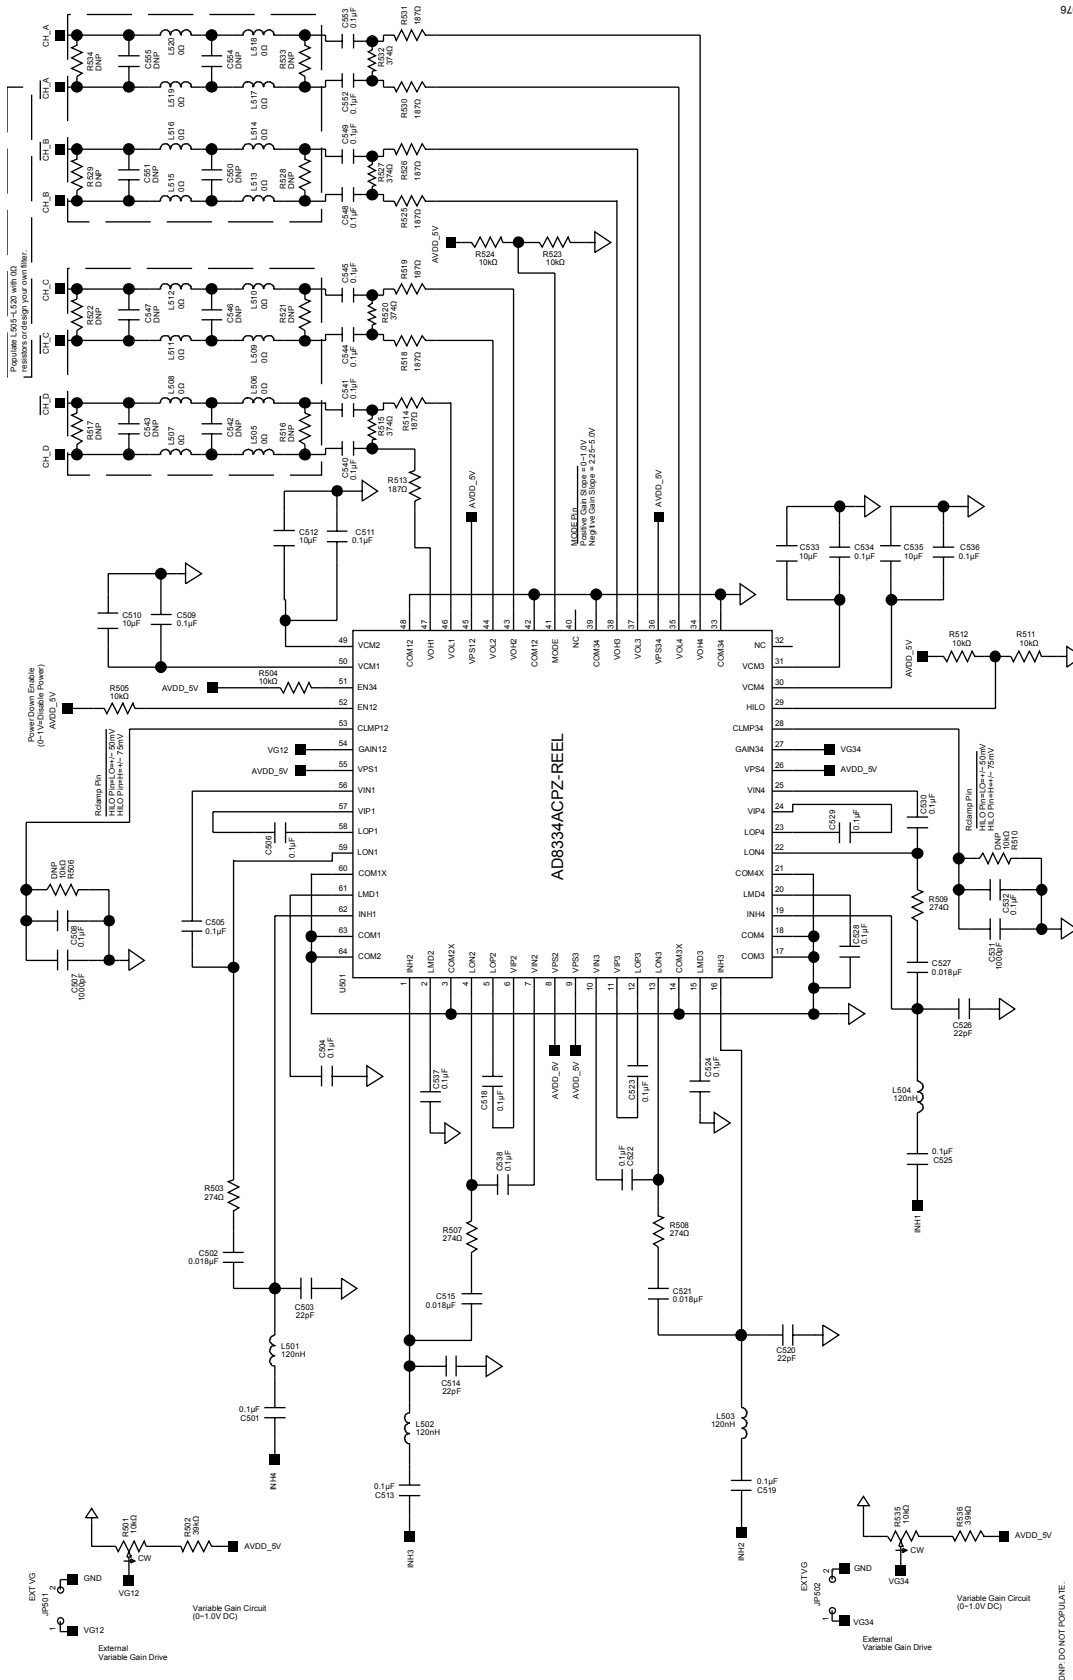 976
CH_A
R534
DNP
C555
DNP
L520
0Ω
C554
DNP
L518
0Ω
R533
DNP
C553
0.1µF
R532
374Ω
R531
187Ω
CH_A
L519
0Ω
L517
0Ω
C552
0.1µF
R530
187Ω
CH_B
R529
DNP
C551
DNP
L516
0Ω
C550
DNP
L514
0Ω
R528
DNP
C549
0.1µF
R527
374Ω
R526
187Ω
CH_B
L515
0Ω
L513
0Ω
C548
0.1µF
R525
187Ω
Populate L505–L520 with 0Ω
resistors or design your own filter.
AVDD_5V
R524
10kΩ
R523
10kΩ
CH_C
R522
DNP
C547
DNP
L512
0Ω
C546
DNP
L510
0Ω
R521
DNP
C545
0.1µF
R520
374Ω
R519
187Ω
CH_C
L511
0Ω
L509
0Ω
C544
0.1µF
R518
187Ω
CH_D
R517
DNP
C543
DNP
L508
0Ω
C542
DNP
L506
0Ω
R516
DNP
C541
0.1µF
R515
374Ω
R514
187Ω
CH_D
L507
0Ω
L505
0Ω
C540
0.1µF
R513
187Ω
AVDD_5V
MODE Pin
Positive Gain Slope = 0–1.0V
Negitive Gain Slope = 2.25–5.0V
AVDD_5V
C512
10µF
C511
0.1µF
C510
10µF
C509
0.1µF
C533
10µF
C534
0.1µF
C535
10µF
C536
0.1µF
R512
10kΩ
R511
10kΩ
AVDD_5V
Power Down Enable
(0–1V=Disable Power)
AVDD_5V
R505
10kΩ
AVDD_5V
R504
10kΩ
48 COM12
47 VOH1
46 VOL1
45 VPS12
44 VOL2
43 VOH2
42 COM12
41 MODE
40 NC
39 COM34
38 VOH3
37 VOL3
36 VPS34
35 VOL4
34 VOH4
33 COM34
49 VCM2
50 VCM1
51 EN34
52 EN12
53 CLMP12
54 GAIN12
55 VPS1
56 VIN1
57 VIP1
58 LOP1
59 LON1
60 COM1X
61 LMD1
62 INH1
63 COM1
64 COM2
AD8334ACPZ-REEL
U501
NC 32
VCM3 31
VCM4 30
HILO 29
CLMP34 28
GAIN34 27
VPS4 26
VIN4 25
VIP4 24
LOP4 23
LON4 22
COM4X 21
LMD4 20
INH4 19
COM4 18
COM3 17
INH2 1
LMD2 2
COM2X 3
LON2 4
LOP2 5
VIP2 6
VIN2 7
VPS2 8
VPS3 9
VIN3 10
VIP3 11
LOP3 12
LON3 13
COM3X 14
LMD3 15
INH3 16
VG12
AVDD_5V
VG34
AVDD_5V
Rclamp Pin
HILO Pin=LO=+/– 50mV
HILO Pin=H=+/– 75mV
DNP
10kΩ
R506
C508
0.1µF
C507
1000pF
C505
0.1µF
C506
0.1µF
C529
0.1µF
C530
0.1µF
Rclamp Pin
HILO Pin=LO=+/– 50mV
HILO Pin=H=+/– 75mV
DNP
10kΩ
R510
C532
0.1µF
C531
1000pF
R509
274Ω
C528
0.1µF
C527
0.018µF
C526
22pF
L504
120nH
0.1µF
C525
INH1
C504
0.1µF
C537
0.1µF
C518
0.1µF
AVDD_5V
AVDD_5V
C523
0.1µF
C524
0.1µF
C538
0.1µF
0.1µF
C522
R503
274Ω
C502
0.018µF
C503
22pF
L501
120nH
0.1µF
C501
INH4
R507
274Ω
C515
0.018µF
C514
22pF
L502
120nH
0.1µF
C513
INH3
R508
274Ω
C521
0.018µF
C520
22pF
L503
120nH
0.1µF
C519
INH2
R501
10kΩ
R502
39kΩ
CW
AVDD_5V
VG12
EXT VG
JP501
2
GND
1
VG12
Variable Gain Circuit
(0–1.0V DC)
External
Variable Gain Drive
R535
10kΩ
R536
39kΩ
CW
AVDD_5V
VG34
EXT VG
JP502
2
GND
1
VG34
Variable Gain Circuit
(0–1.0V DC)
External
Variable Gain Drive
DNP: DO NOT POPULATE.